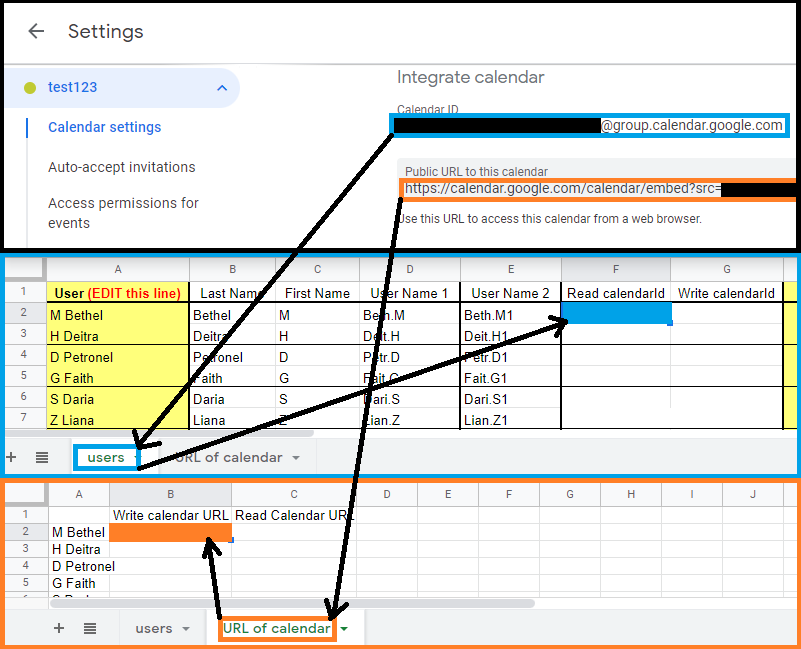 Settings
test123
Calendar settings
Auto-accept invitations
Access permissions for
events
Integrate calendar
Calendar ID
@group.calendar.google.com
Public URL to this calendar
https://calendar.google.com/calendar/embed?src=
Use this URL to access this calendar from a web browser.
A B C D E F G
1 User (EDIT this line) Last Name First Name User Name 1 User Name 2 Read calendarId Write calendarId
2 M Bethel Bethel M Beth.M Beth.M1
3 H Deitra Deitra H Deit.H Deit.H1
4 D Petronel Petronel D Petr.D Petr.D1
5 G Faith Faith G Fait.G Fait.G1
6 S Daria Daria S Dari.S Dari.S1
7 Z Liana Liana Z Lian.Z Lian.Z1
+ users URL of calendar
A B C D E F G H I J
1 Write calendar URL Read Calendar URL
2 M Bethel
3 H Deitra
4 D Petronel
5 G Faith
+ users URL of calendar